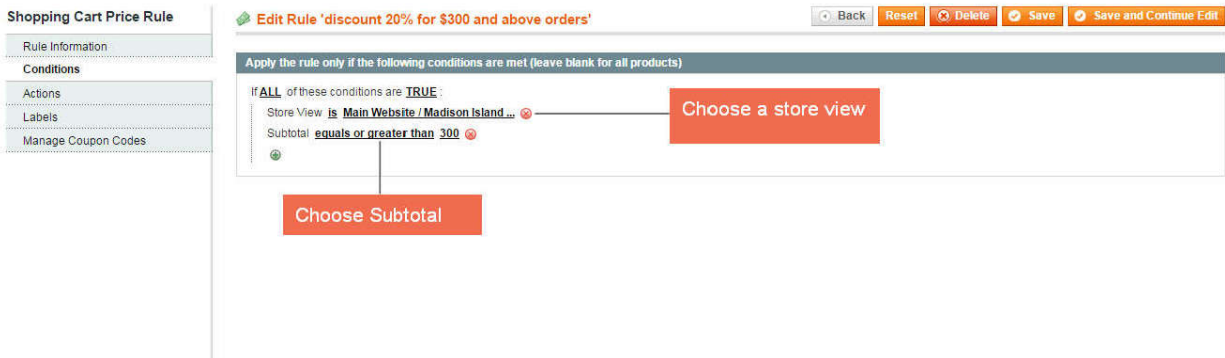 Shopping Cart Price Rule
Rule Information
Conditions
Actions
Labels
Manage Coupon Codes
Edit Rule 'discount 20% for $300 and above orders'
Back Reset Delete Save Save and Continue Edit
Apply the rule only if the following conditions are met (leave blank for all products)
If ALL of these conditions are TRUE :
Store View is Main Website / Madison Island ...
Subtotal equals or greater than 300
Choose a store view
Choose Subtotal